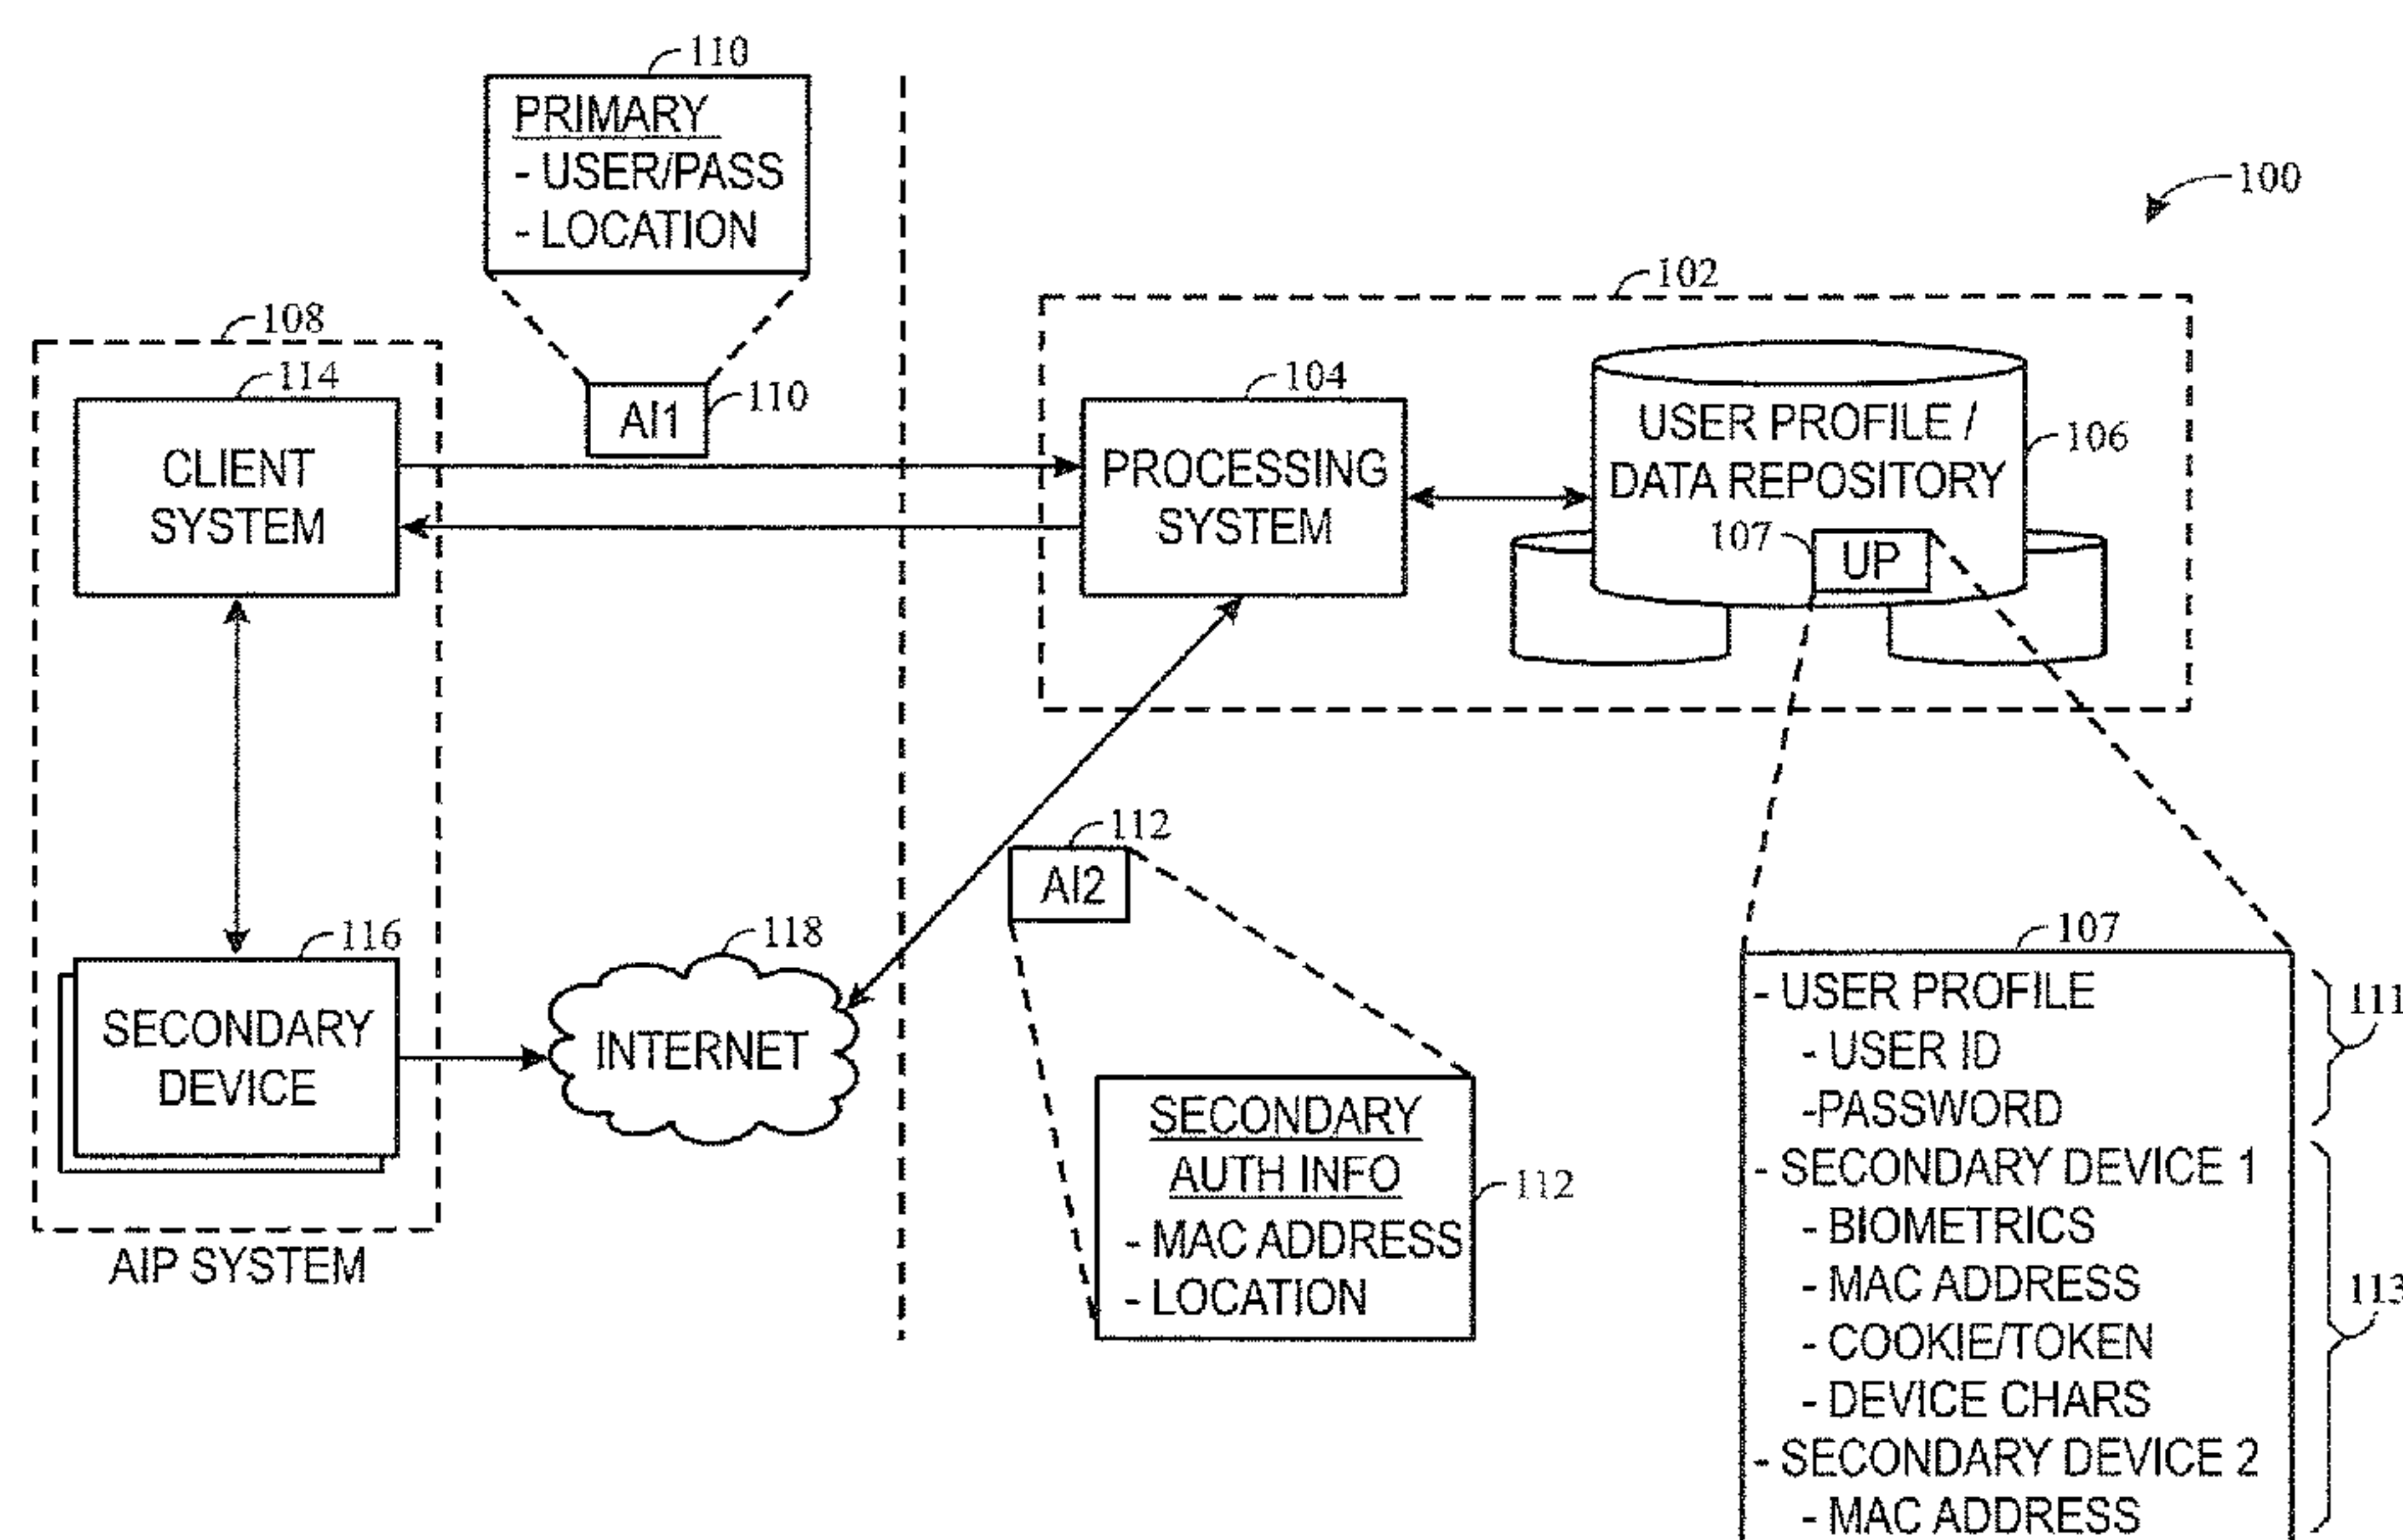 110
PRIMARY
- USER/PASS
- LOCATION
100
102
108
114
CLIENT
SYSTEM
AI1
110
104
PROCESSING
SYSTEM
USER PROFILE /
DATA REPOSITORY
106
107
UP
112
AI2
116
SECONDARY
DEVICE
118
INTERNET
AIP SYSTEM
SECONDARY
AUTH INFO
- MAC ADDRESS
- LOCATION
112
107
- USER PROFILE
- USER ID
-PASSWORD
111
- SECONDARY DEVICE 1
- BIOMETRICS
- MAC ADDRESS
- COOKIE/TOKEN
- DEVICE CHARS
- SECONDARY DEVICE 2
- MAC ADDRESS
113